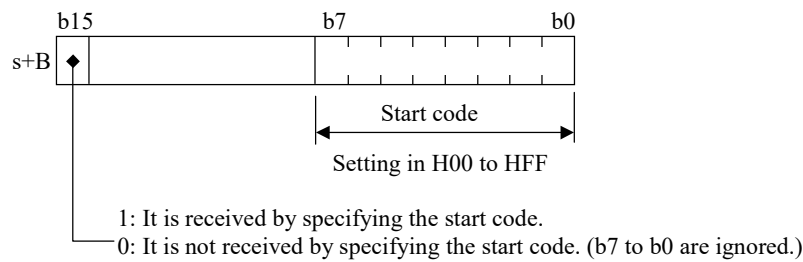 b15 b7 b0
s+B
Start code
Setting in H00 to HFF
1: It is received by specifying the start code.
0: It is not received by specifying the start code. (b7 to b0 are ignored.)